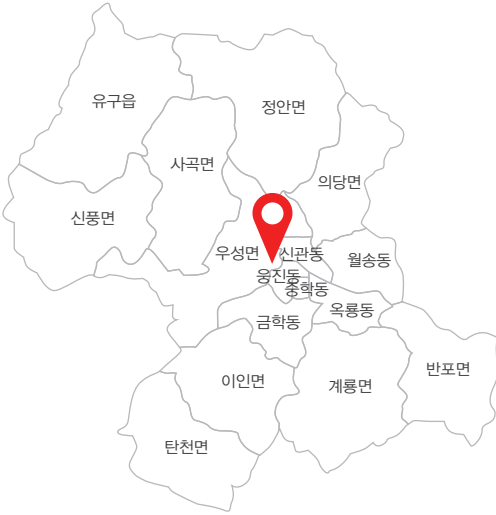 유구읍
정안면
사곡면
의당면
신풍면
우성면
신관동
월송동
웅진동
중학동
옥룡동
금학동
반포면
이인면
계룡면
탄천면